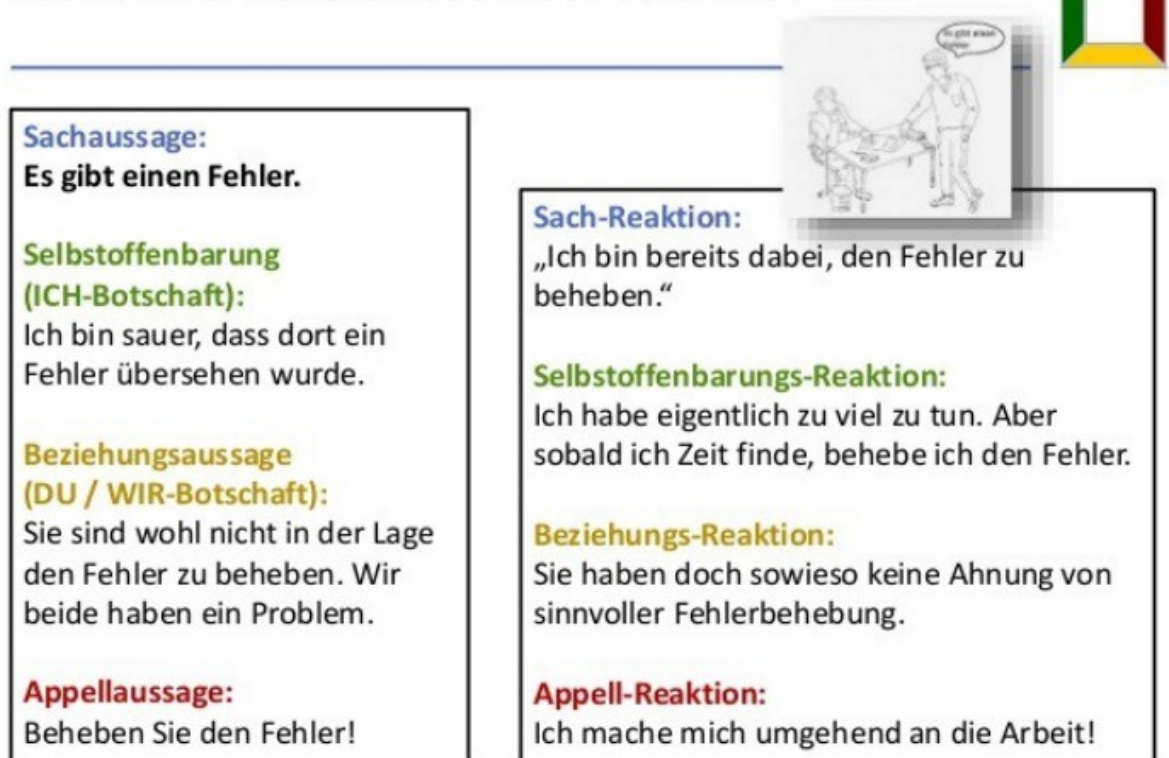 Es gibt einen
Fehler
Sachaussage:
Es gibt einen Fehler.
Selbstoffenbarung
(ICH-Botschaft):
Ich bin sauer, dass dort ein
Fehler übersehen wurde.
Beziehungsaussage
(DU / WIR-Botschaft):
Sie sind wohl nicht in der Lage
den Fehler zu beheben. Wir
beide haben ein Problem.
Appellaussage:
Beheben Sie den Fehler!
Sach-Reaktion:
„Ich bin bereits dabei, den Fehler zu
beheben.“
Selbstoffenbarungs-Reaktion:
Ich habe eigentlich zu viel zu tun. Aber
sobald ich Zeit finde, behebe ich den Fehler.
Beziehungs-Reaktion:
Sie haben doch sowieso keine Ahnung von
sinnvoller Fehlerbehebung.
Appell-Reaktion:
Ich mache mich umgehend an die Arbeit!